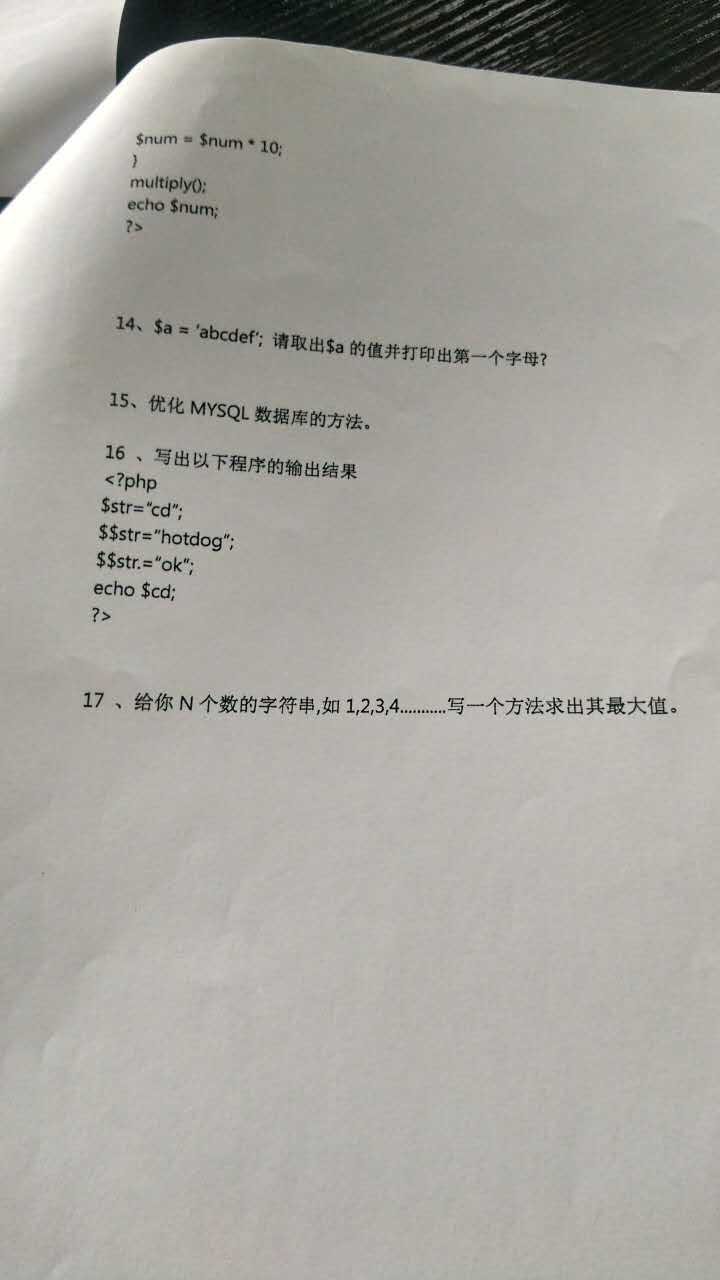 $num = $num * 10;
}
multiply();
echo $num;
?>
14、$a = 'abcdef'; 请取出$a 的值并打印出第一个字母?
15、优化 MYSQL 数据库的方法。
16 、写出以下程序的输出结果
<?php
$str="cd";
$$str="hotdog";
$$str.="ok";
echo $cd;
?>
17 、给你 N 个数的字符串,如 1,2,3,4...........写一个方法求出其最大值。